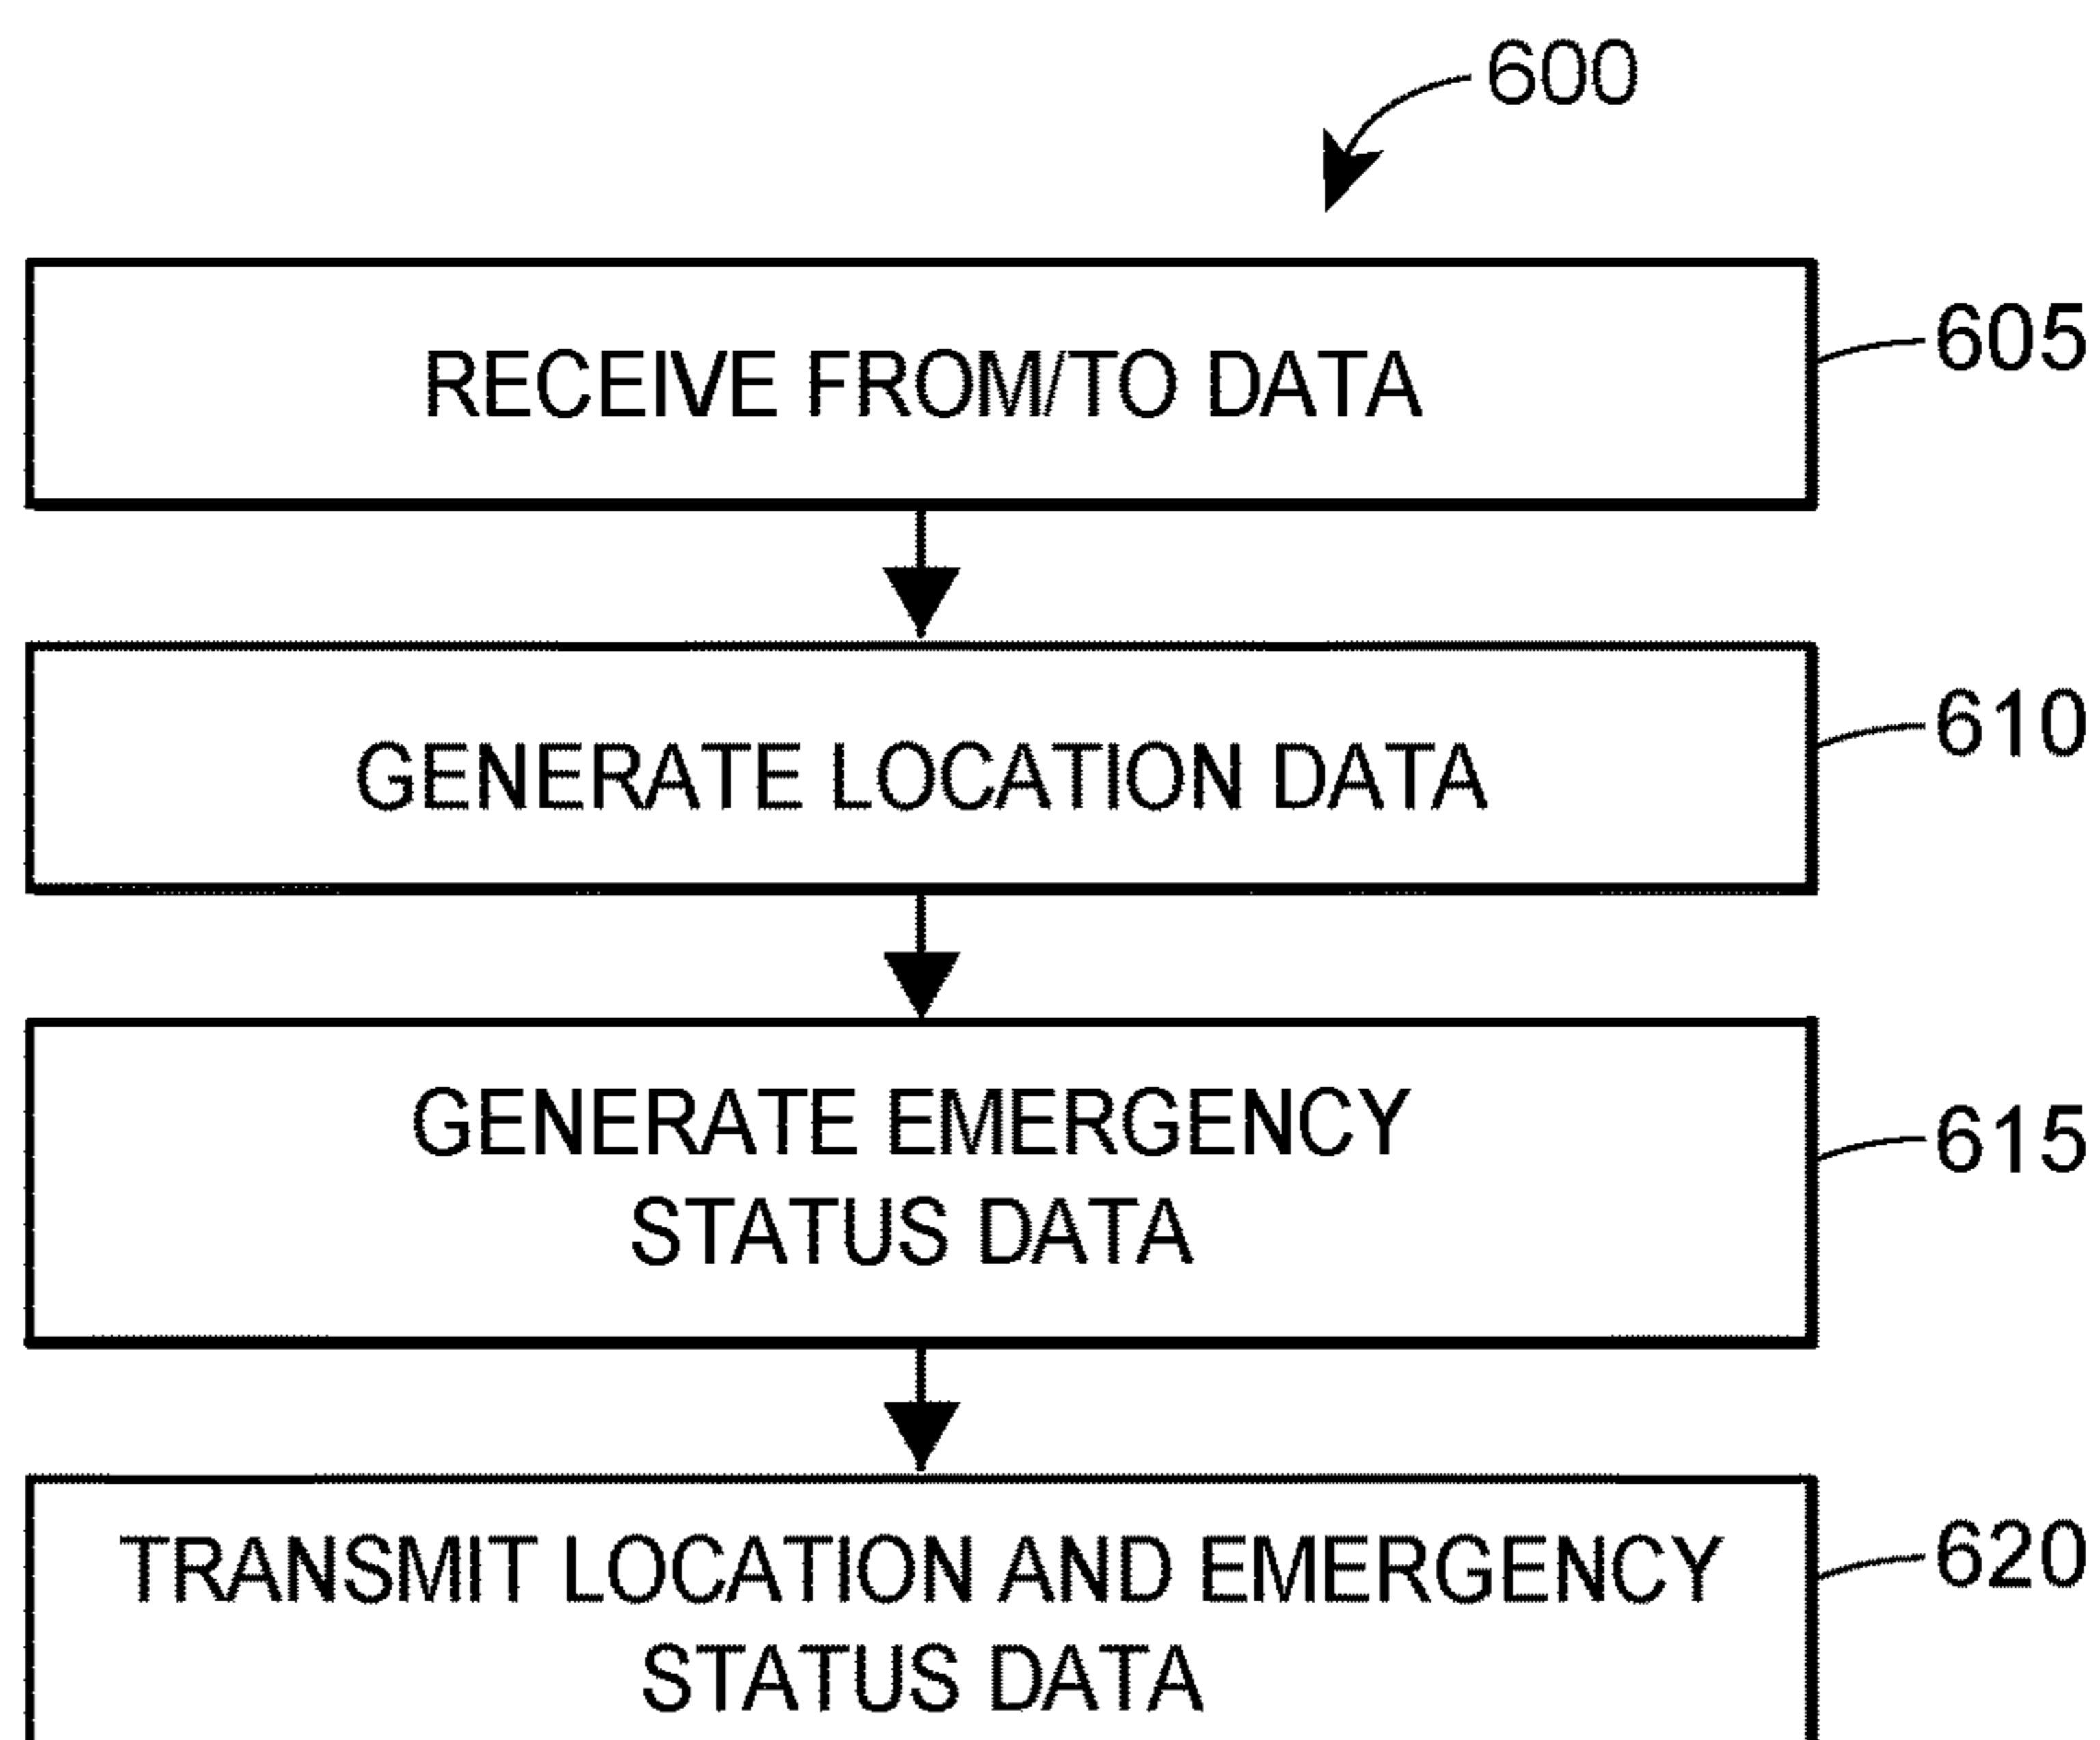 600
RECEIVE FROM/TO DATA
605
GENERATE LOCATION DATA
610
GENERATE EMERGENCY
STATUS DATA
615
TRANSMIT LOCATION AND EMERGENCY
STATUS DATA
620